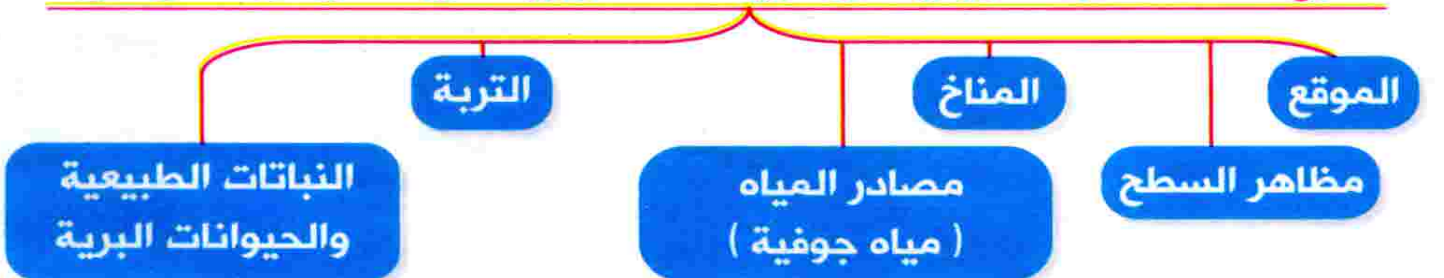 الموقع
مظاهر السطح
المناخ
مصادر المياه
( مياه جوفية )
التربة
النباتات الطبيعية
والحيوانات البرية